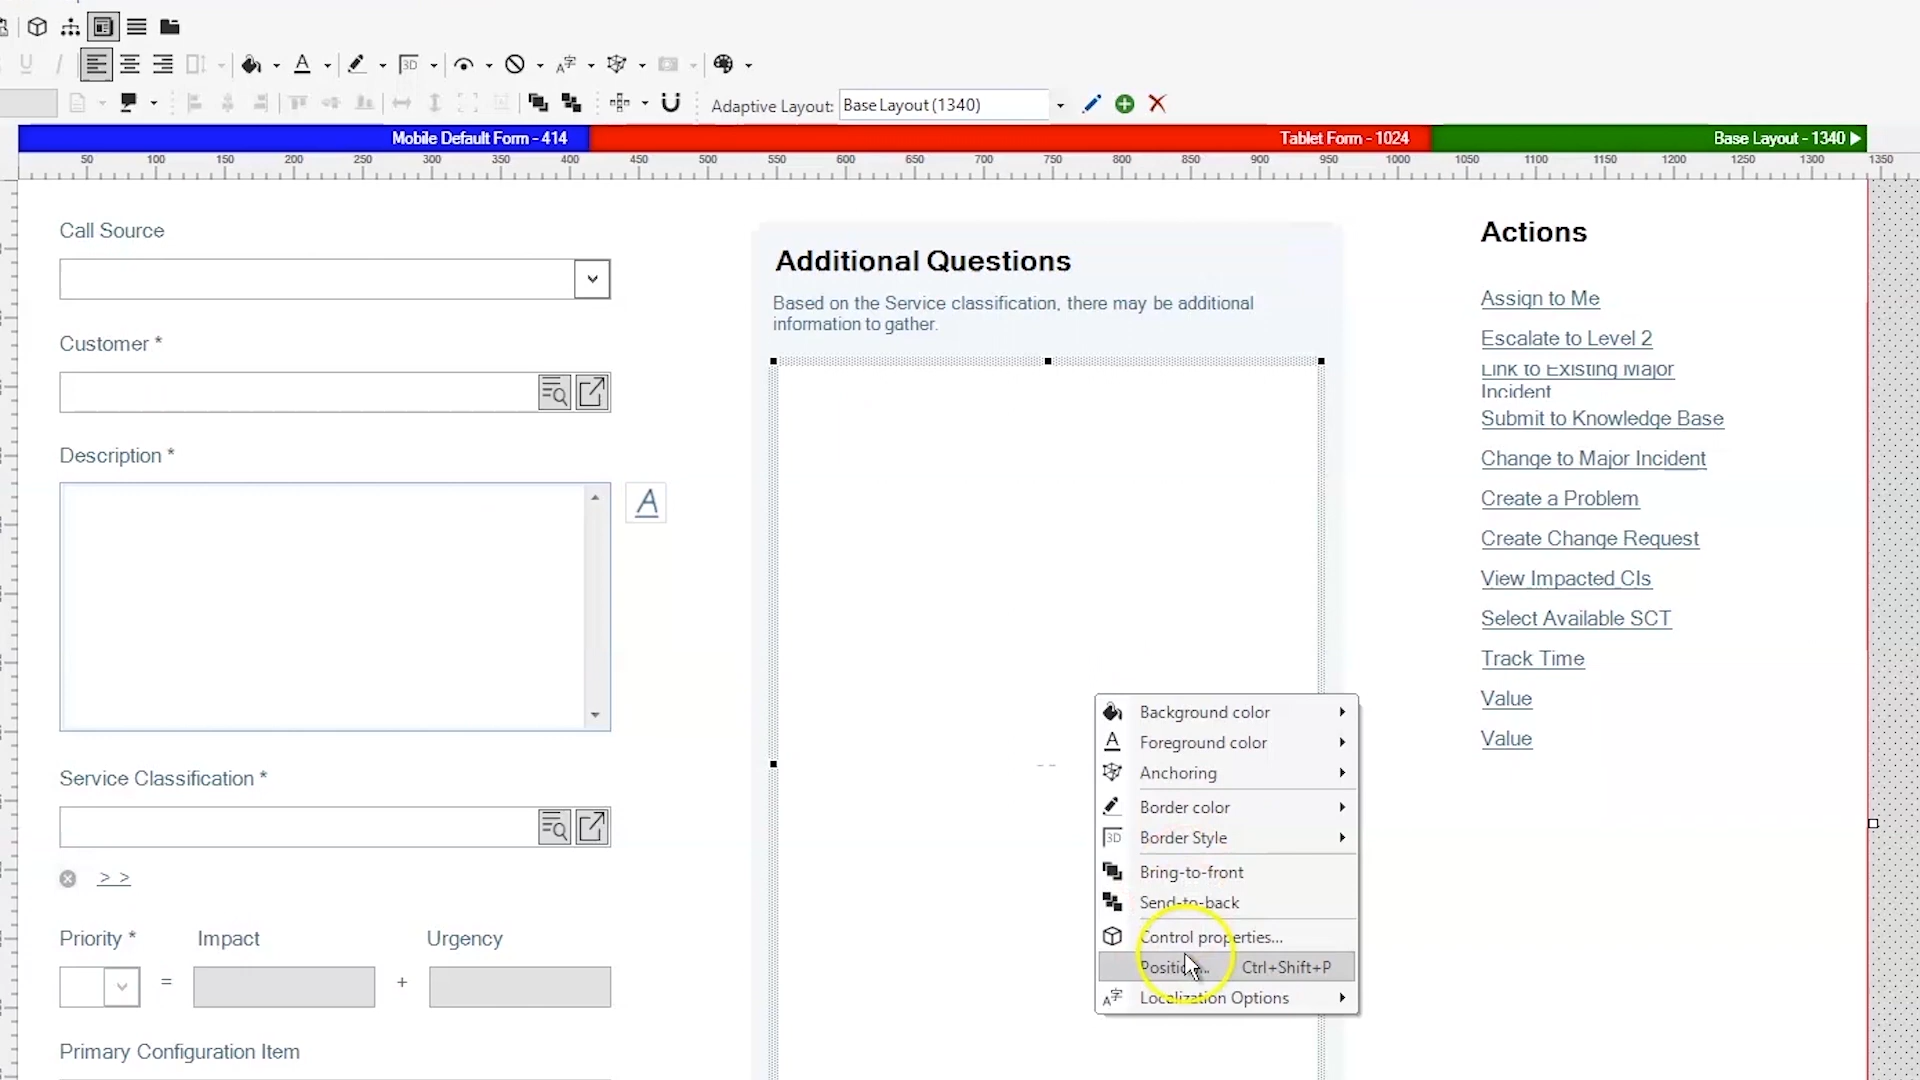 Adaptive Layout: Base Layout (1340)
Mobile Default Form - 414
Tablet Form - 1024
Base Layout - 1340
50 100 150 200 250 300 350 400 450 500 550 600 650 700 750 800 850 900 950 1000 1050 1100 1150 1200 1250 1300 1350
Call Source
Customer *
Description *
A
Service Classification *
> >
Priority * Impact Urgency
= +
Primary Configuration Item
Additional Questions
Based on the Service classification, there may be additional
information to gather.
Background color
Foreground color
Anchoring
Border color
3D Border Style
Bring-to-front
Send-to-back
Control properties...
Ctrl+Shift+P
Localization Options
Actions
Assign to Me
Escalate to Level 2
Link to Existing Major
Incident
Submit to Knowledge Base
Change to Major Incident
Create a Problem
Create Change Request
View Impacted CIs
Select Available SCT
Track Time
Value
Value